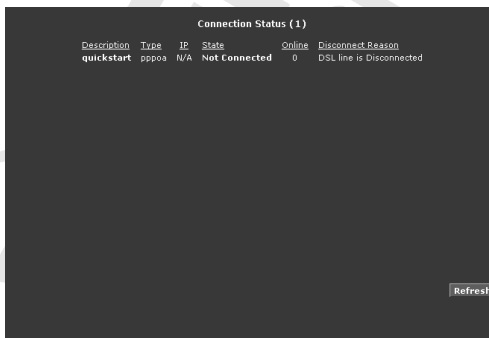 Connection Status (1)
Description Type IP State Online Disconnect Reason
quickstart pppoa N/A Not Connected 0 DSL line is Disconnected
Refresh